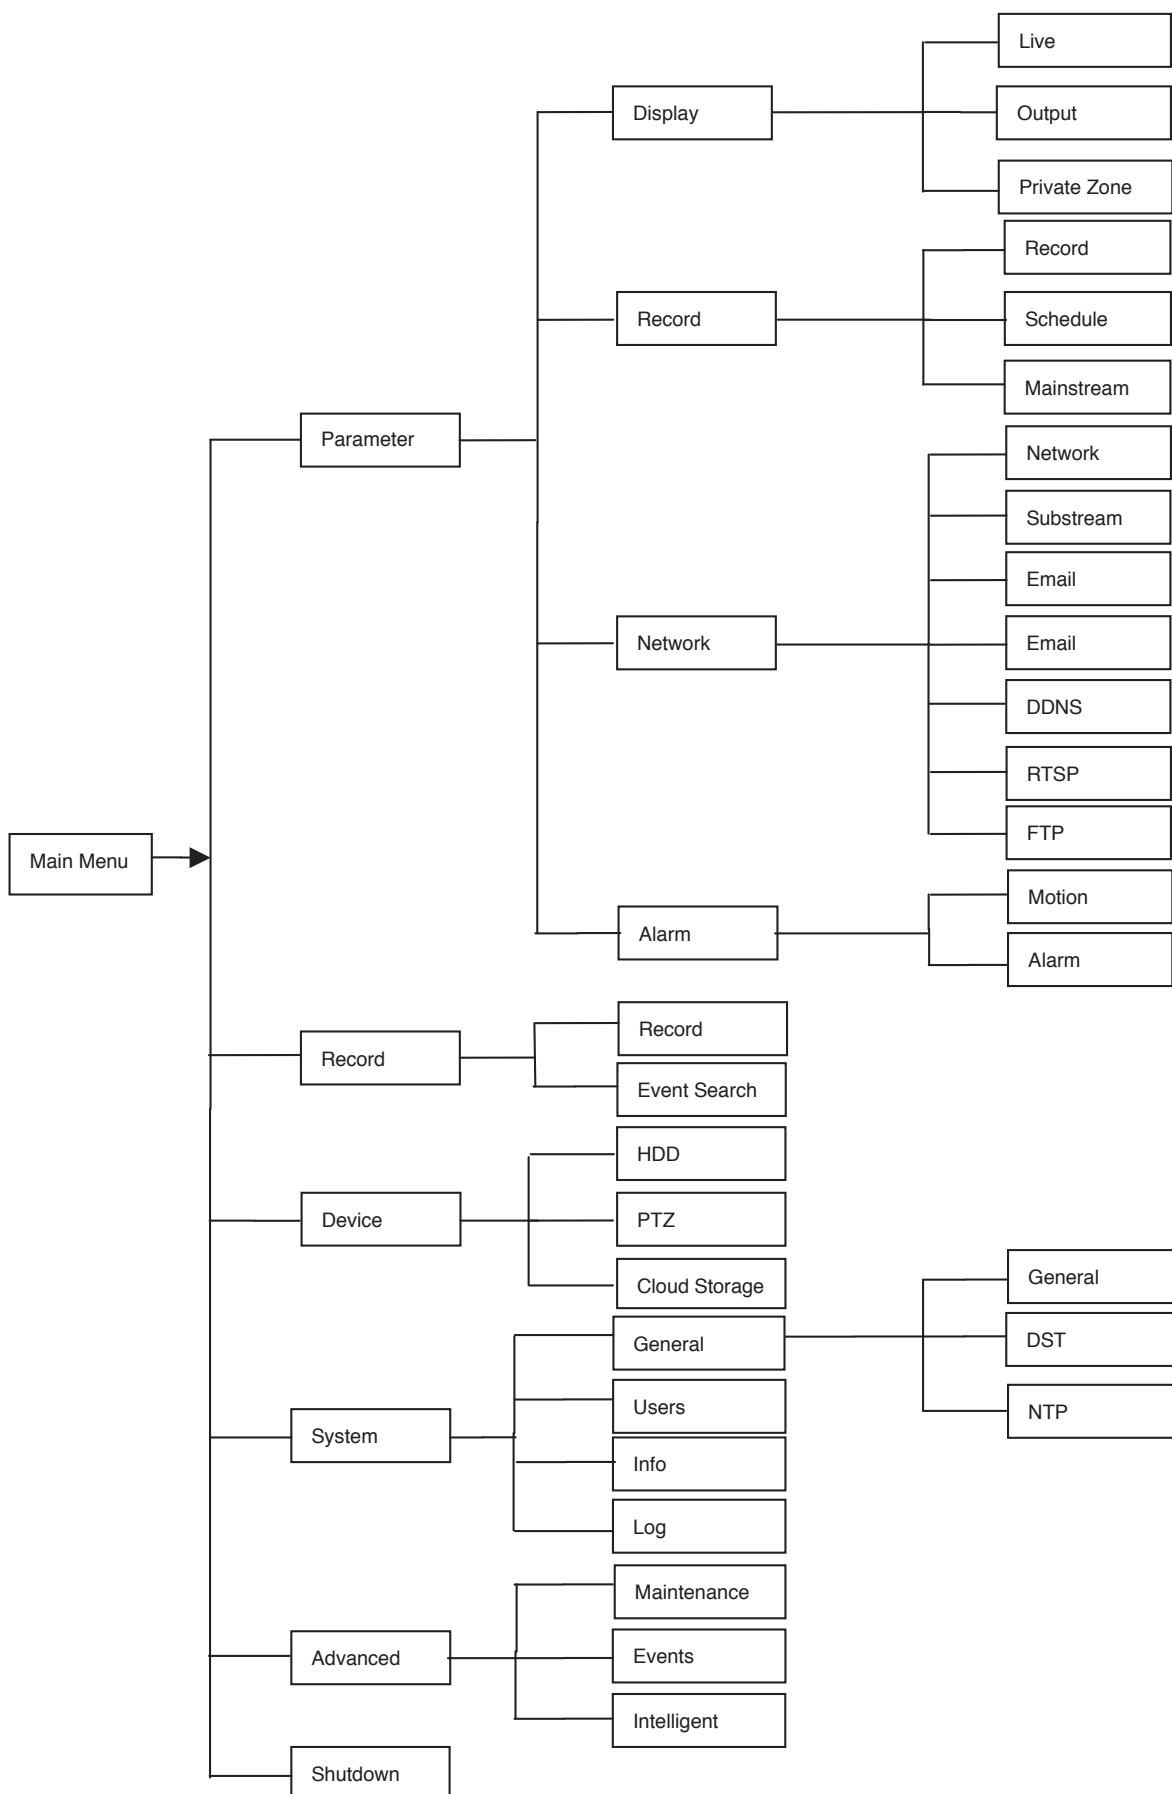 Main Menu
Parameter
Display
Live
Output
Private Zone
Record
Record
Schedule
Mainstream
Network
Network
Substream
Email
Email
DDNS
RTSP
FTP
Alarm
Motion
Alarm
Record
Record
Event Search
Device
HDD
PTZ
Cloud Storage
System
General
General
DST
NTP
Users
Info
Log
Advanced
Maintenance
Events
Intelligent
Shutdown